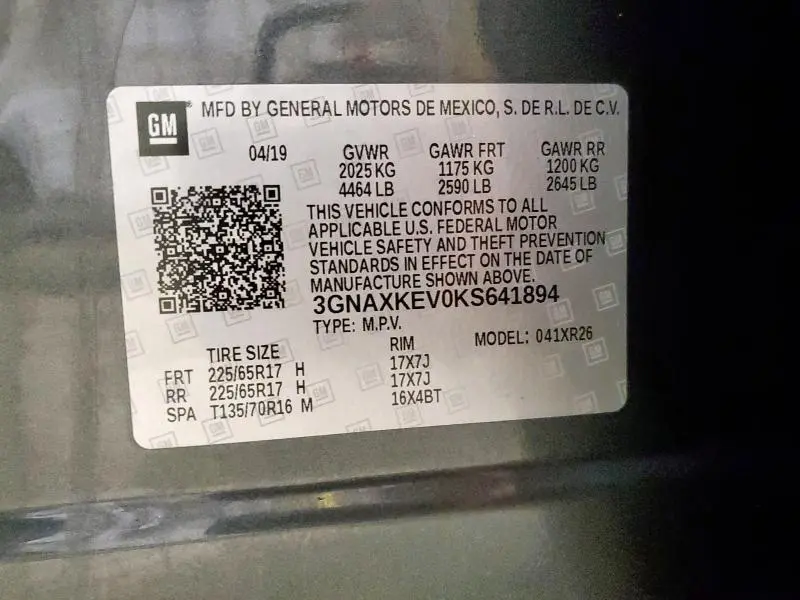 GM® MFD BY GENERAL MOTORS DE MEXICO, S. DE R.L. DE C.V.
04/19 GVWR GAWR FRT GAWR RR
2025 KG 1175 KG 1200 KG
4464 LB 2590 LB 2645 LB
THIS VEHICLE CONFORMS TO ALL
APPLICABLE U.S. FEDERAL MOTOR
VEHICLE SAFETY AND THEFT PREVENTION
STANDARDS IN EFFECT ON THE DATE OF
MANUFACTURE SHOWN ABOVE.
3GNAXKEV0KS641894
TYPE: M.P.V. MODEL: 041XR26
TIRE SIZE RIM
FRT 225/65R17 H 17X7J
RR 225/65R17 H 17X7J
SPA T135/70R16 M 16X4BT